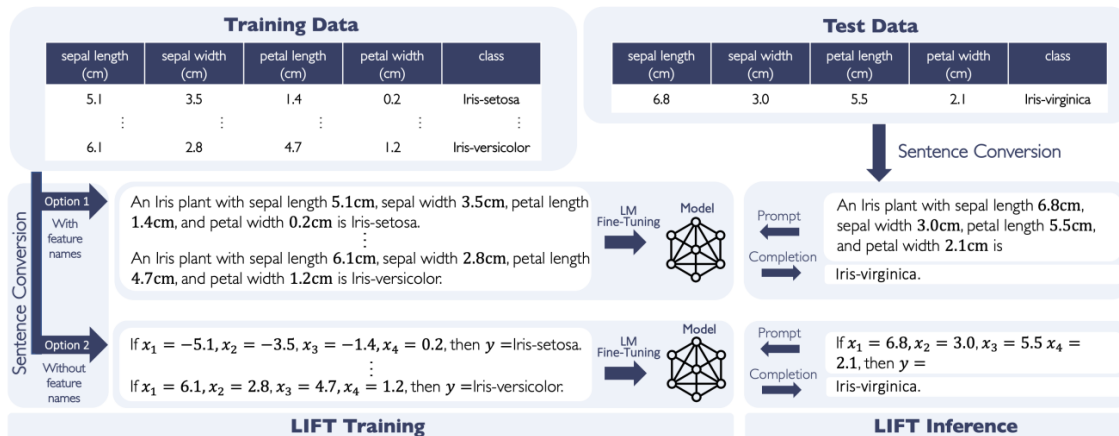 Training Data
sepal length (cm) sepal width (cm) petal length (cm) petal width (cm) class
5.1 3.5 1.4 0.2 Iris-setosa
⋮ ⋮ ⋮ ⋮ ⋮
6.1 2.8 4.7 1.2 Iris-versicolor
Test Data
sepal length (cm) sepal width (cm) petal length (cm) petal width (cm) class
6.8 3.0 5.5 2.1 Iris-virginica
Sentence Conversion
Sentence Conversion
Option 1
With
feature
names
An Iris plant with sepal length 5.1cm, sepal width 3.5cm, petal length
1.4cm, and petal width 0.2cm is Iris-setosa.
⋮
An Iris plant with sepal length 6.1cm, sepal width 2.8cm, petal length
4.7cm, and petal width 1.2cm is Iris-versicolor.
LM
Fine-Tuning
Model
Prompt
Completion
An Iris plant with sepal length 6.8cm,
sepal width 3.0cm, petal length 5.5cm,
and petal width 2.1cm is
Iris-virginica.
Option 2
Without
feature
names
If x₁ = −5.1, x₂ = −3.5, x₃ = −1.4, x₄ = 0.2, then y =Iris-setosa.
⋮
If x₁ = 6.1, x₂ = 2.8, x₃ = 4.7, x₄ = 1.2, then y =Iris-versicolor.
LM
Fine-Tuning
Model
Prompt
Completion
If x₁ = 6.8, x₂ = 3.0, x₃ = 5.5 x₄ =
2.1, then y =
Iris-virginica.
LIFT Training
LIFT Inference